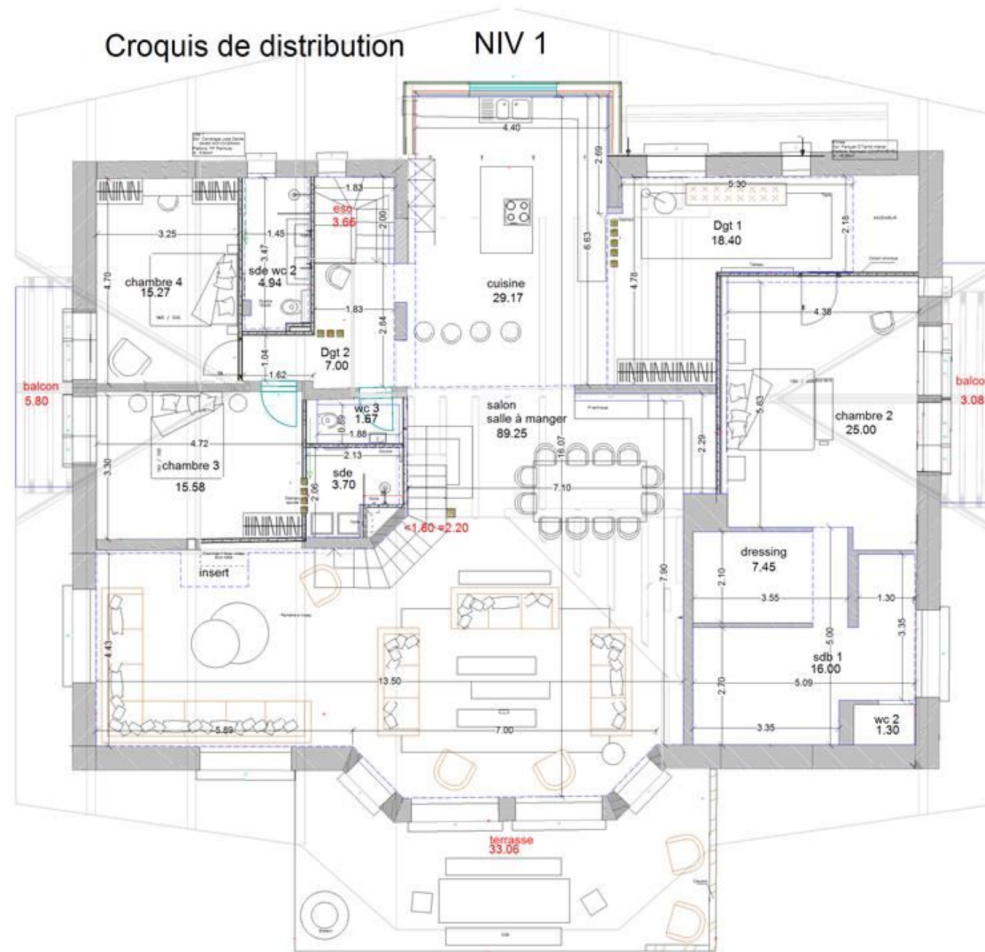 Croquis de distribution NIV 1
4.40
2.69
5.30
1.83
esc
3.66
2.00
1.45
3.47
sde wc 2
4.94
3.25
4.70
chambre 4
15.27
cuisine
29.17
6.63
Dgt 1
18.40
2.18
ASCENSEUR
4.78
4.38
1.83
2.64
Dgt 2
7.00
1.04
1.62
balcon
5.80
balcon
3.08
wc 3
1.67
0.89
1.88
2.13
sde
3.70
2.06
4.72
3.30
chambre 3
15.58
salon
salle à manger
89.25
16.07
7.10
2.29
5.63
chambre 2
25.00
<1.80 =2.20
insert
7.90
dressing
7.45
2.10
3.55
1.30
3.35
5.00
sdb 1
16.00
5.09
2.70
3.35
wc 2
1.30
4.43
13.50
5.89
7.00
terrasse
33.06